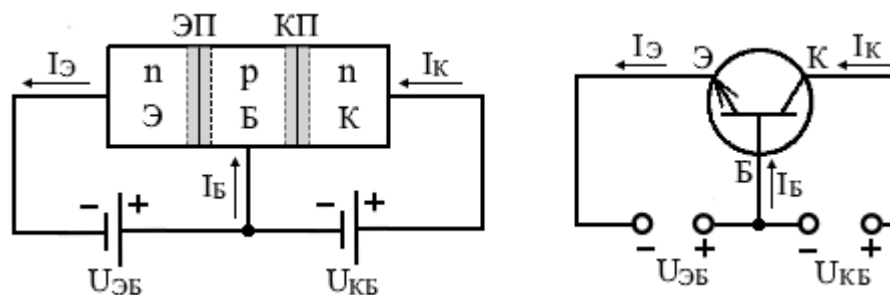 ЭП КП
IЭ n p n IК
Э Б К
IБ
- + - +
UЭБ UКБ
IЭ Э К IК
Б IБ
- + - +
UЭБ UКБ